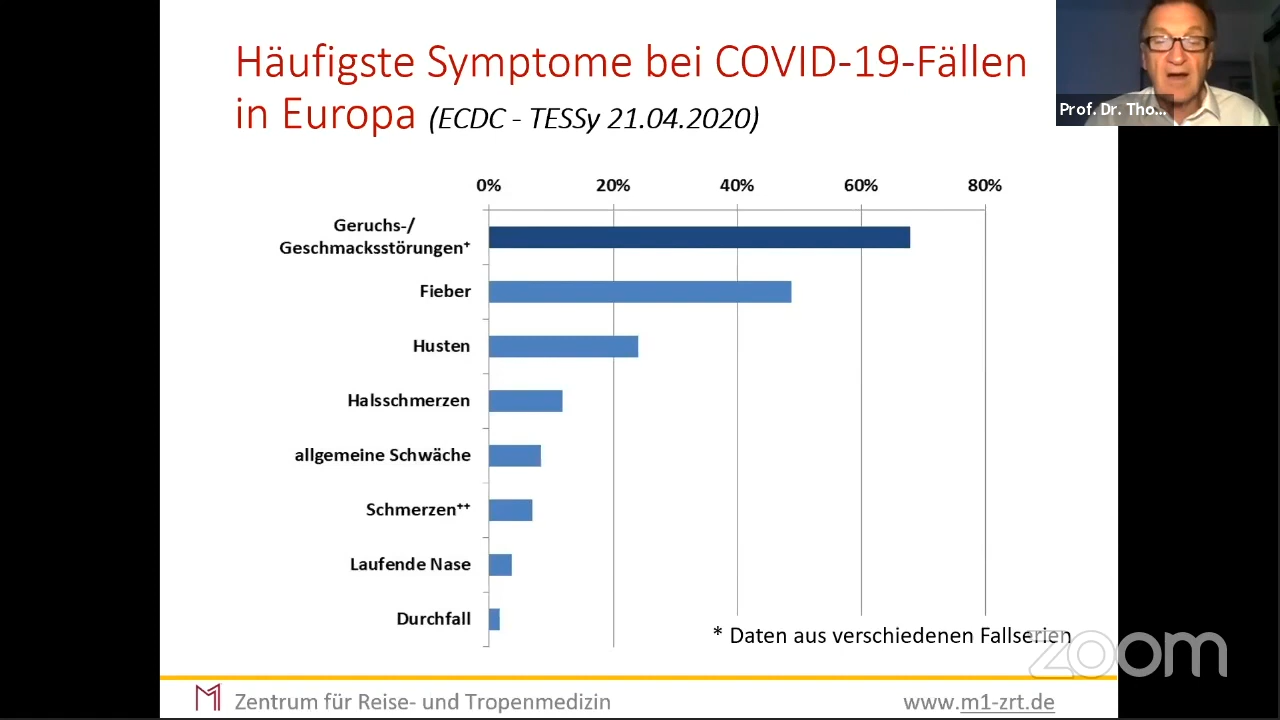 Häufigste Symptome bei COVID-19-Fällen
in Europa (ECDC - TESSy 21.04.2020)
Prof. Dr. Tho...
0% 20% 40% 60% 80%
Geruchs-/
Geschmacksstörungen⁺
Fieber
Husten
Halsschmerzen
allgemeine Schwäche
Schmerzen⁺⁺
Laufende Nase
Durchfall
* Daten aus verschiedenen Fallserien
zoom
Zentrum für Reise- und Tropenmedizin
www.m1-zrt.de